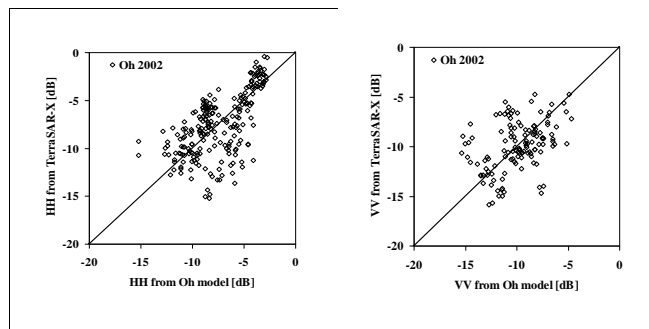 Oh 2002
HH from TerraSAR-X [dB]
0
-5
-10
-15
-20
-20 -15 -10 -5 0
HH from Oh model [dB]
Oh 2002
VV from TerraSAR-X [dB]
0
-5
-10
-15
-20
-20 -15 -10 -5 0
VV from Oh model [dB]